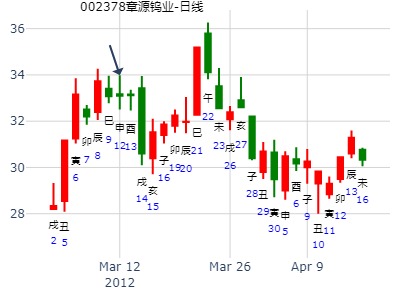 002378章源钨业-日线
36
34
32
30
28
戌
2
丑
5
寅
6
卯
7
辰
8
巳
9
申
12
酉
13
戌
14
亥
15
子
16
卯
19
辰
20
巳
21
午
22
未
23
戌
26
亥
27
子
28
丑
29
寅
30
申
5
酉
6
子
9
丑
10
寅
11
卯
12
辰
13
未
16
Mar 12
2012
Mar 26
Apr 9